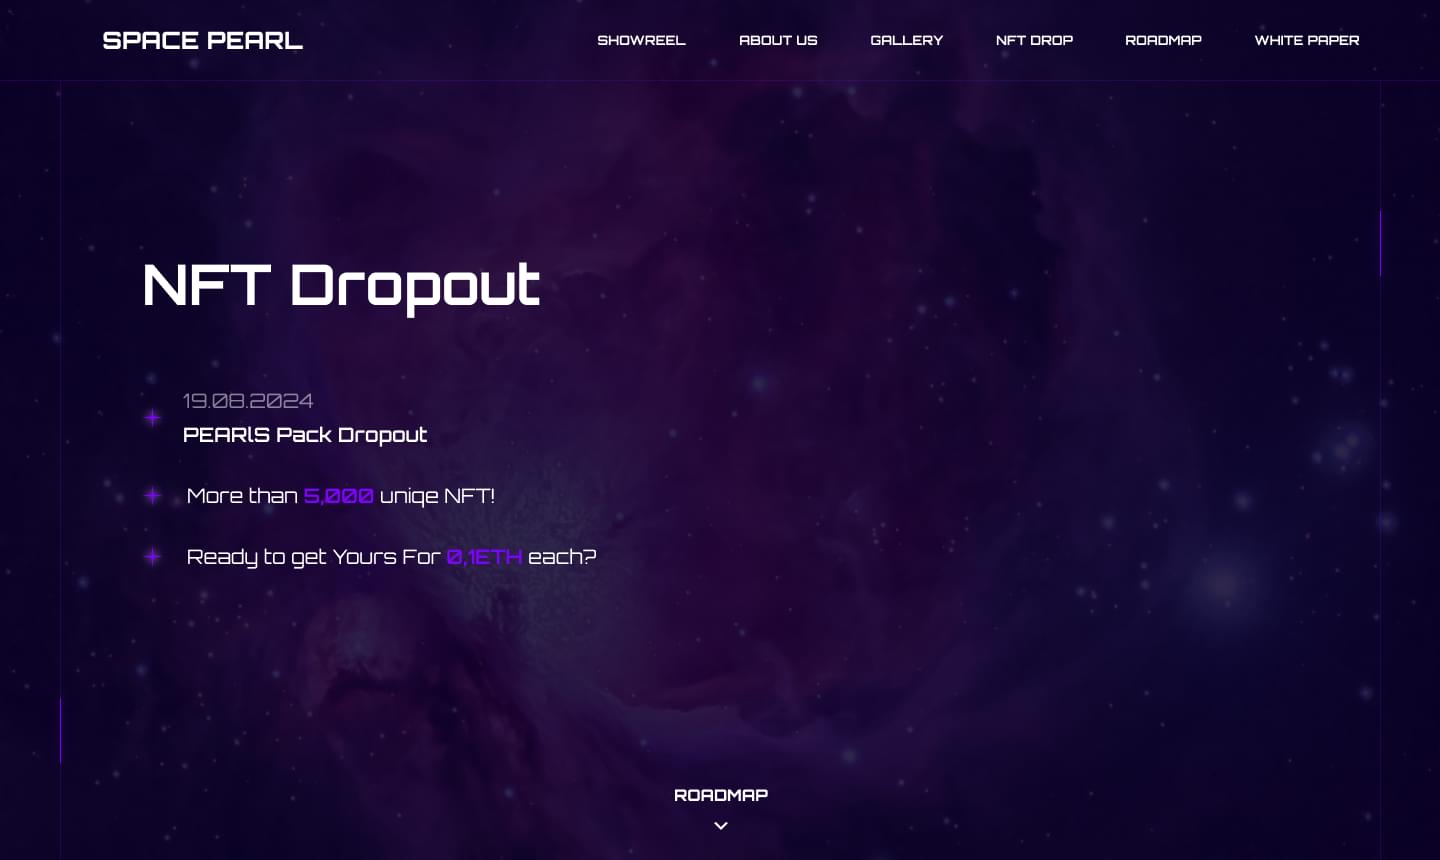 SPACE PEARL
SHOWREEL ABOUT US GALLERY NFT DROP ROADMAP WHITE PAPER
NFT Dropout
19.08.2024
PEARlS Pack Dropout
More than 5,000 uniqe NFT!
Ready to get Yours For 0,1ETH each?
ROADMAP